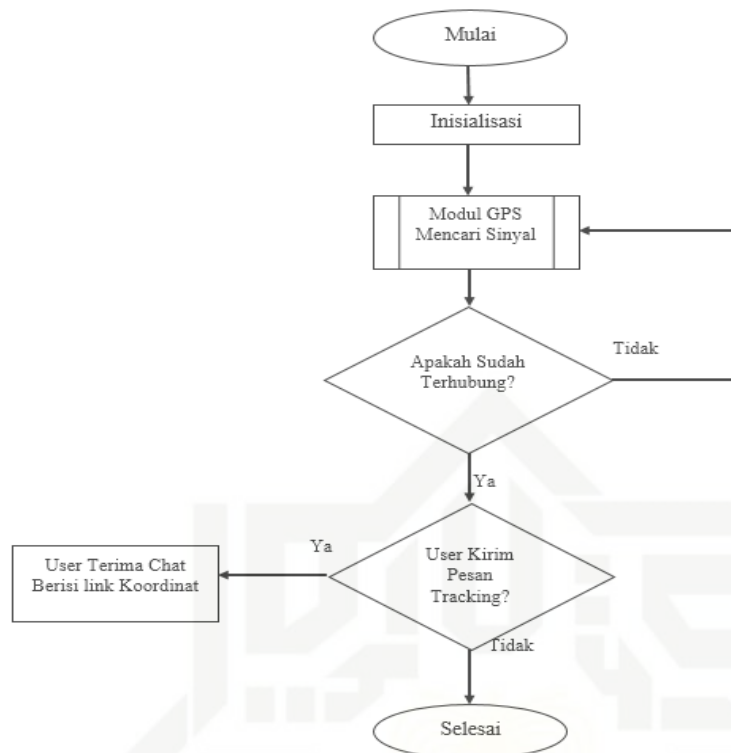 Mulai
Inisialisasi
Modul GPS
Mencari Sinyal
Apakah Sudah
Terhubung?
Tidak
Ya
User Kirim
Pesan
Tracking?
Ya
User Terima Chat
Berisi link Koordinat
Tidak
Selesai